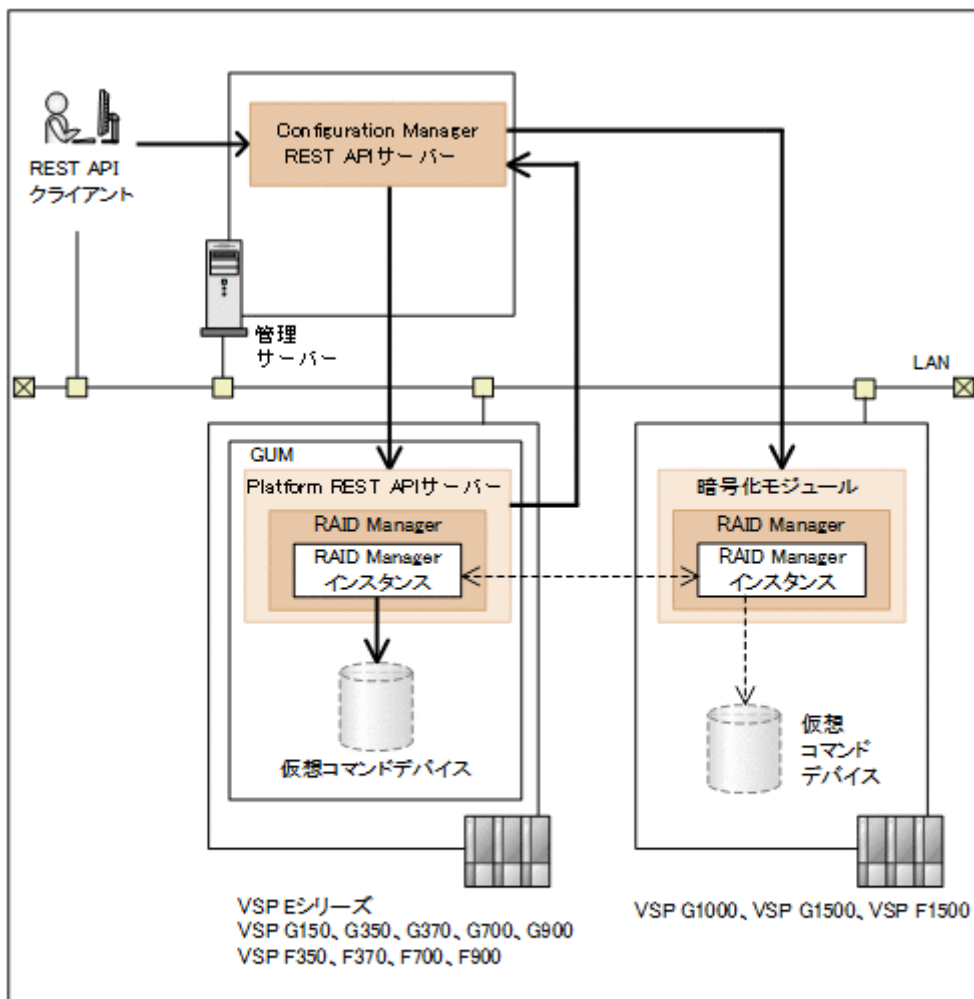 Configuration Manager
REST APIサーバー
REST API
クライアント
管理
サーバー
LAN
GUM
Platform REST APIサーバー
RAID Manager
RAID Manager
インスタンス
仮想コマンドデバイス
暗号化モジュール
RAID Manager
RAID Manager
インスタンス
仮想
コマンド
デバイス
VSP Eシリーズ
VSP G150、G350、G370、G700、G900
VSP F350、F370、F700、F900
VSP G1000、VSP G1500、VSP F1500